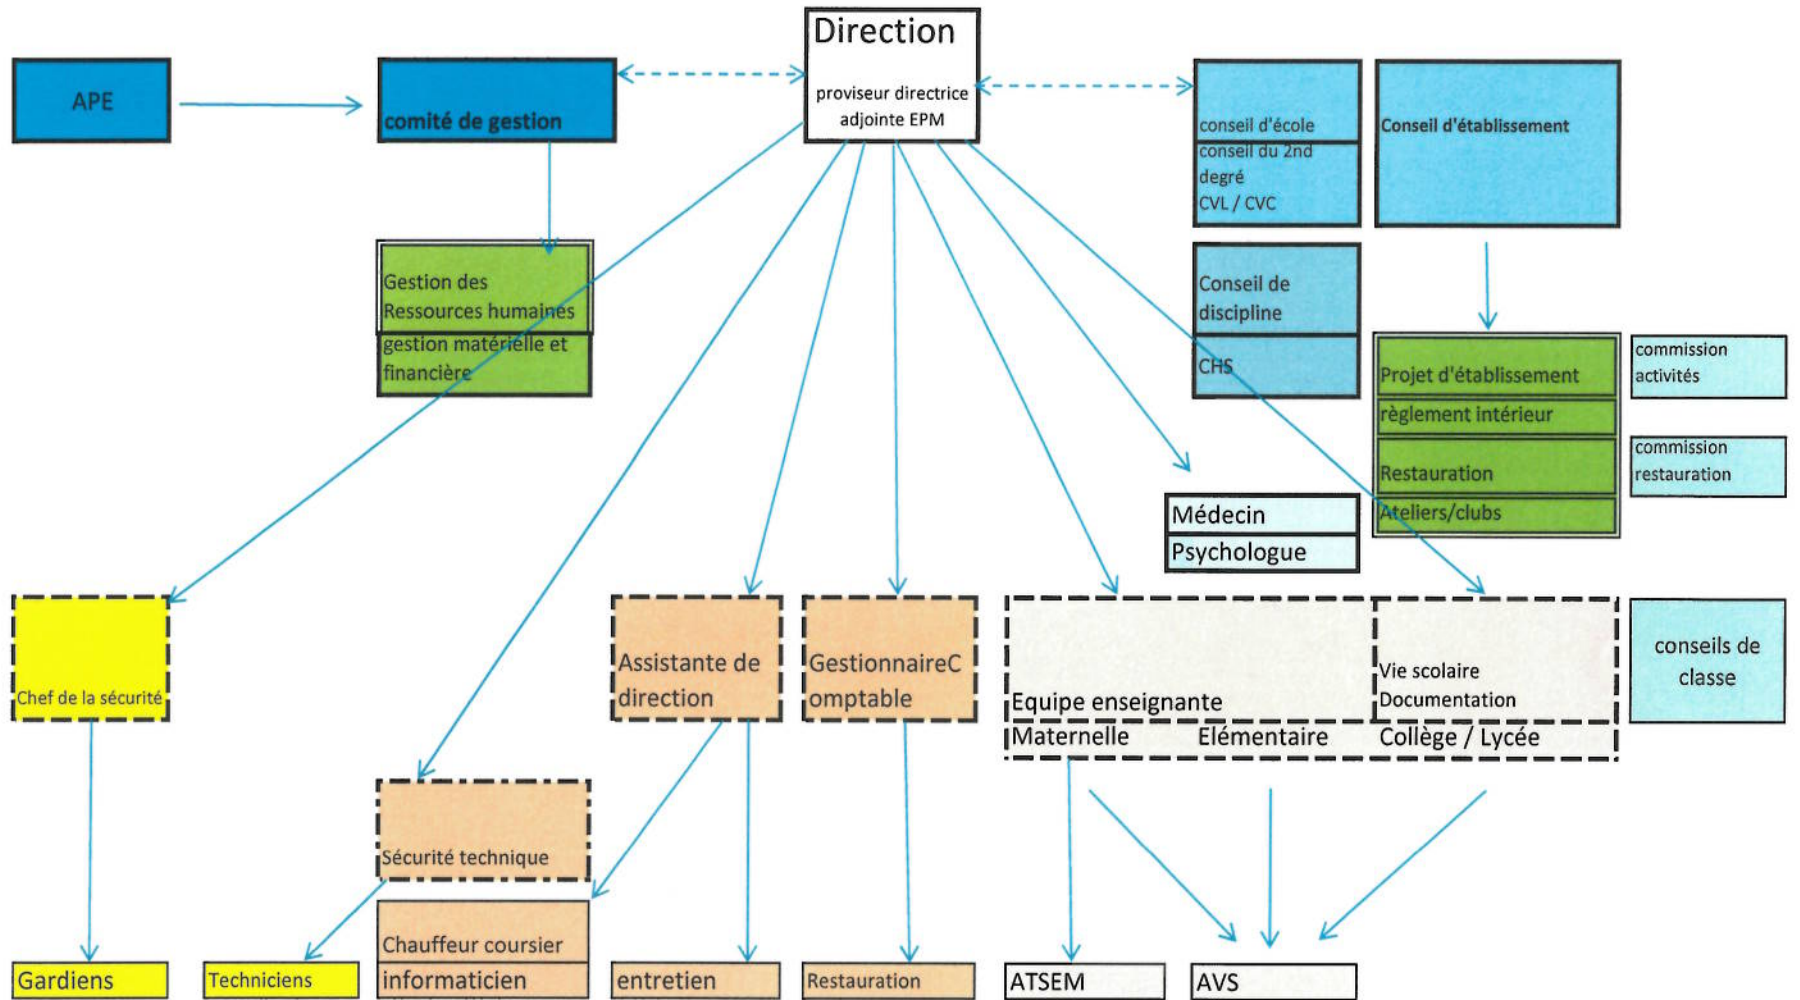 Direction
proviseur directrice
adjointe EPM
APE
comité de gestion
conseil d'école
conseil du 2nd
degré
CVL / CVC
Conseil d'établissement
Gestion des
Ressources humaines
gestion matérielle et
financière
Conseil de
discipline
CHS
Projet d'établissement
règlement intérieur
Restauration
Ateliers/clubs
commission
activités
commission
restauration
Médecin
Psychologue
Chef de la sécurité
Assistante de
direction
GestionnaireC
omptable
Equipe enseignante
Vie scolaire
Documentation
Maternelle Elémentaire Collège / Lycée
conseils de
classe
Sécurité technique
Chauffeur coursier
informaticien
Gardiens
Techniciens
entretien
Restauration
ATSEM
AVS